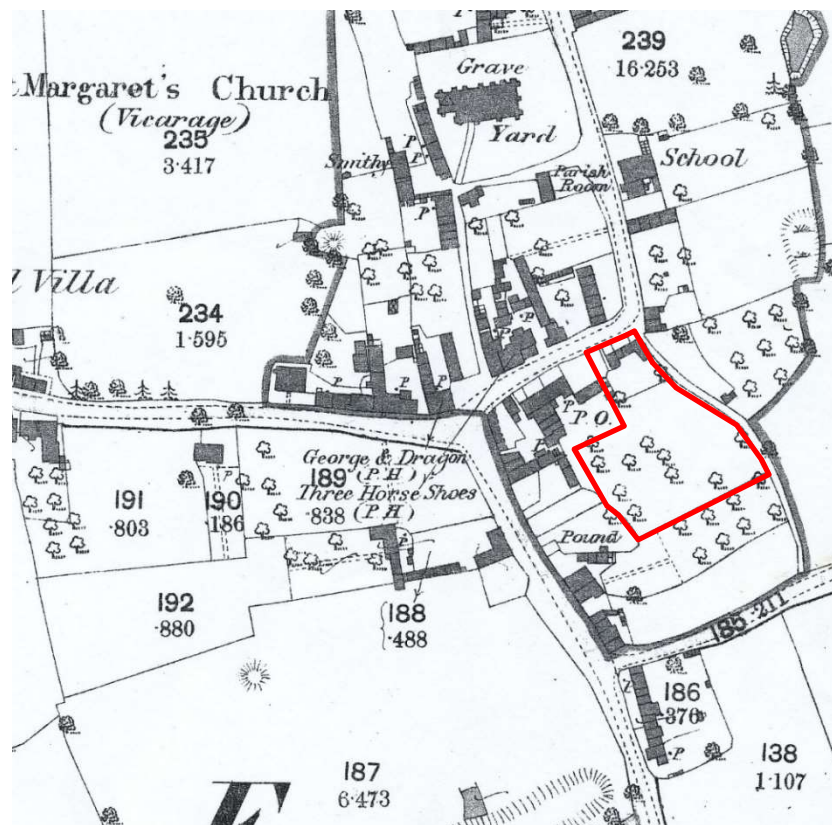 239
16·253
Grave
Yard
t Margaret's Church
(Vicarage)
235
3·417
Smithy
P
P
P
P
School
Parish
Room
l Villa
234
1·595
P
P
P
P
P. O.
George & Dragon
(P.H)
189
Three Horse Shoes
·838
(P.H)
191
·803
190
·186
P
P
Pound
192
·880
188
·488
185
·211
186
·376
P
138
1·107
187
6·473
E